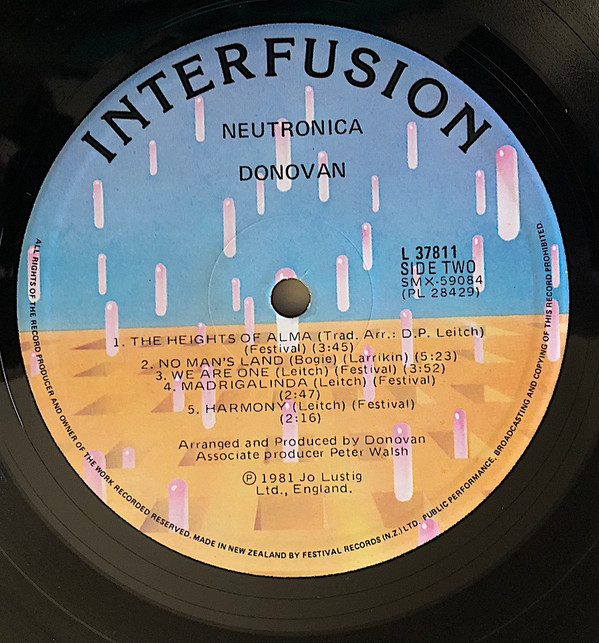 INTERFUSION
NEUTRONICA
DONOVAN
L 37811
SIDE TWO
SMX-59084
(PL 28429)
1. THE HEIGHTS OF ALMA (Trad. Arr.: D.P. Leitch)
(Festival) (3:45)
2. NO MAN'S LAND (Bogie) (Larrikin) (5:23)
3. WE ARE ONE (Leitch) (Festival) (3:52)
4. MADRIGALINDA (Leitch) (Festival)
(2:47)
5. HARMONY (Leitch) (Festival)
(2:16)
Arranged and Produced by Donovan
Associate producer Peter Walsh
Ⓟ 1981 Jo Lustig
Ltd., England.
ALL RIGHTS OF THE RECORD PRODUCER AND OWNER OF THE WORK RECORDED RESERVED. MADE IN NEW ZEALAND BY FESTIVAL RECORDS (N.Z.) LTD. PUBLIC PERFORMANCE, BROADCASTING AND COPYING OF THIS RECORD PROHIBITED.